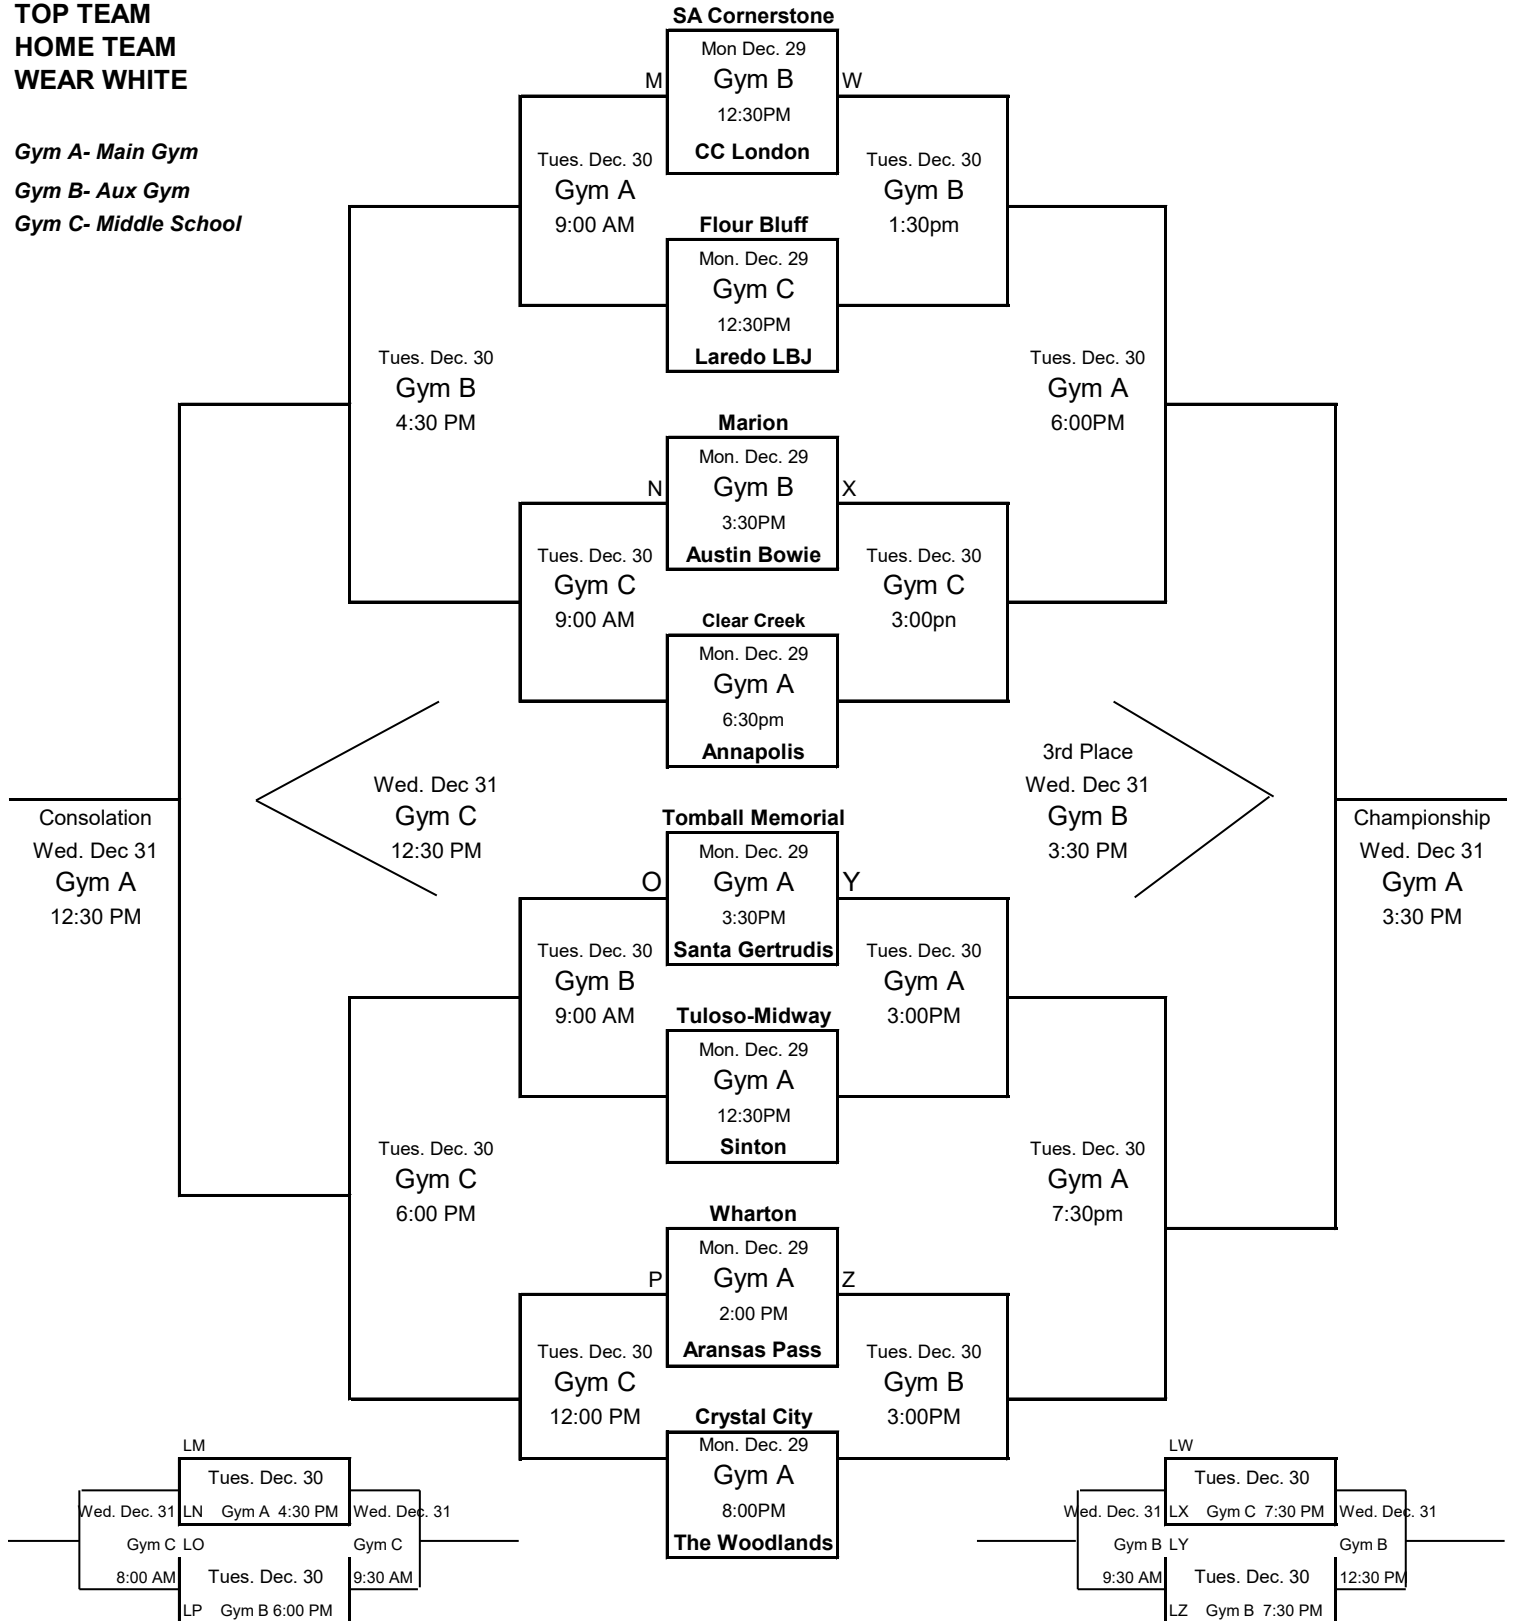 TOP TEAM
HOME TEAM
WEAR WHITE
Gym A- Main Gym
Gym B- Aux Gym
Gym C- Middle School
SA Cornerstone
Mon Dec. 29
M
Gym B
W
12:30PM
CC London
Tues. Dec. 30
Gym A
9:00 AM
Tues. Dec. 30
Gym B
1:30pm
Flour Bluff
Mon. Dec. 29
Gym C
12:30PM
Laredo LBJ
Tues. Dec. 30
Gym B
4:30 PM
Tues. Dec. 30
Gym A
6:00PM
Marion
Mon. Dec. 29
N
Gym B
X
3:30PM
Austin Bowie
Tues. Dec. 30
Gym C
9:00 AM
Tues. Dec. 30
Gym C
3:00pn
Clear Creek
Mon. Dec. 29
Gym A
6:30pm
Annapolis
Wed. Dec 31
Gym C
12:30 PM
3rd Place
Wed. Dec 31
Gym B
3:30 PM
Consolation
Wed. Dec 31
Gym A
12:30 PM
Championship
Wed. Dec 31
Gym A
3:30 PM
Tomball Memorial
Mon. Dec. 29
O
Gym A
Y
3:30PM
Santa Gertrudis
Tues. Dec. 30
Gym B
9:00 AM
Tues. Dec. 30
Gym A
3:00PM
Tuloso-Midway
Mon. Dec. 29
Gym A
12:30PM
Sinton
Tues. Dec. 30
Gym C
6:00 PM
Tues. Dec. 30
Gym A
7:30pm
Wharton
Mon. Dec. 29
P
Gym A
Z
2:00 PM
Aransas Pass
Tues. Dec. 30
Gym C
12:00 PM
Tues. Dec. 30
Gym B
3:00PM
Crystal City
Mon. Dec. 29
Gym A
8:00PM
The Woodlands
LM
Tues. Dec. 30
Wed. Dec. 31
LN Gym A 4:30 PM
Wed. Dec. 31
Gym C
LO
Gym C
8:00 AM
Tues. Dec. 30
9:30 AM
LP Gym B 6:00 PM
LW
Tues. Dec. 30
Wed. Dec. 31
LX Gym C 7:30 PM
Wed. Dec. 31
Gym B
LY
Gym B
9:30 AM
Tues. Dec. 30
12:30 PM
LZ Gym B 7:30 PM